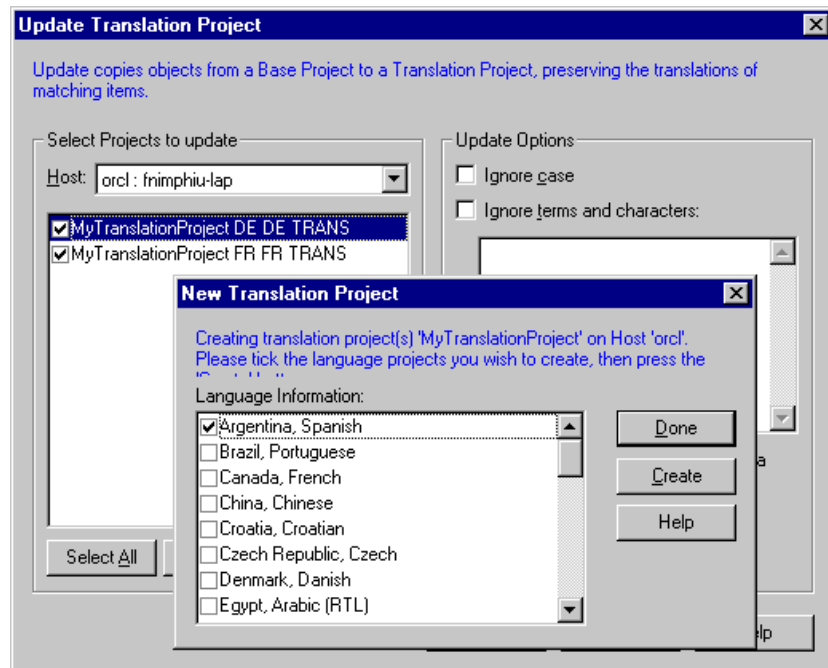 Update Translation Project
Update copies objects from a Base Project to a Translation Project, preserving the translations of
matching items.
Select Projects to update
Host: orcl : fnimphiu-lap
MyTranslationProject DE DE TRANS
MyTranslationProject FR FR TRANS
Select All
Update Options
Ignore case
Ignore terms and characters:
New Translation Project
Creating translation project(s) 'MyTranslationProject' on Host 'orcl'.
Please tick the language projects you wish to create, then press the
Language Information:
Argentina, Spanish
Brazil, Portuguese
Canada, French
China, Chinese
Croatia, Croatian
Czech Republic, Czech
Denmark, Danish
Egypt, Arabic (RTL)
Done
Create
Help